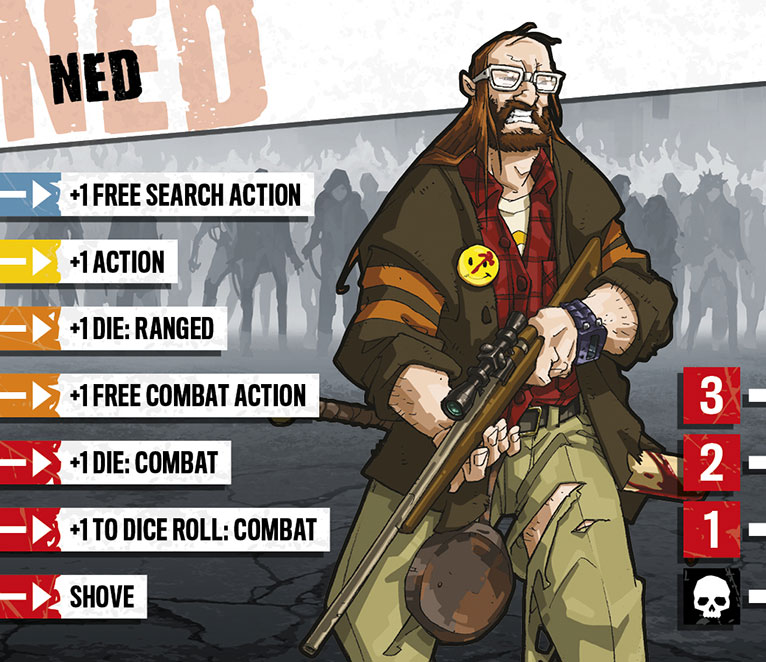 NED
NED
+1 FREE SEARCH ACTION
+1 ACTION
+1 DIE: RANGED
+1 FREE COMBAT ACTION
+1 DIE: COMBAT
+1 TO DICE ROLL: COMBAT
SHOVE
3
2
1